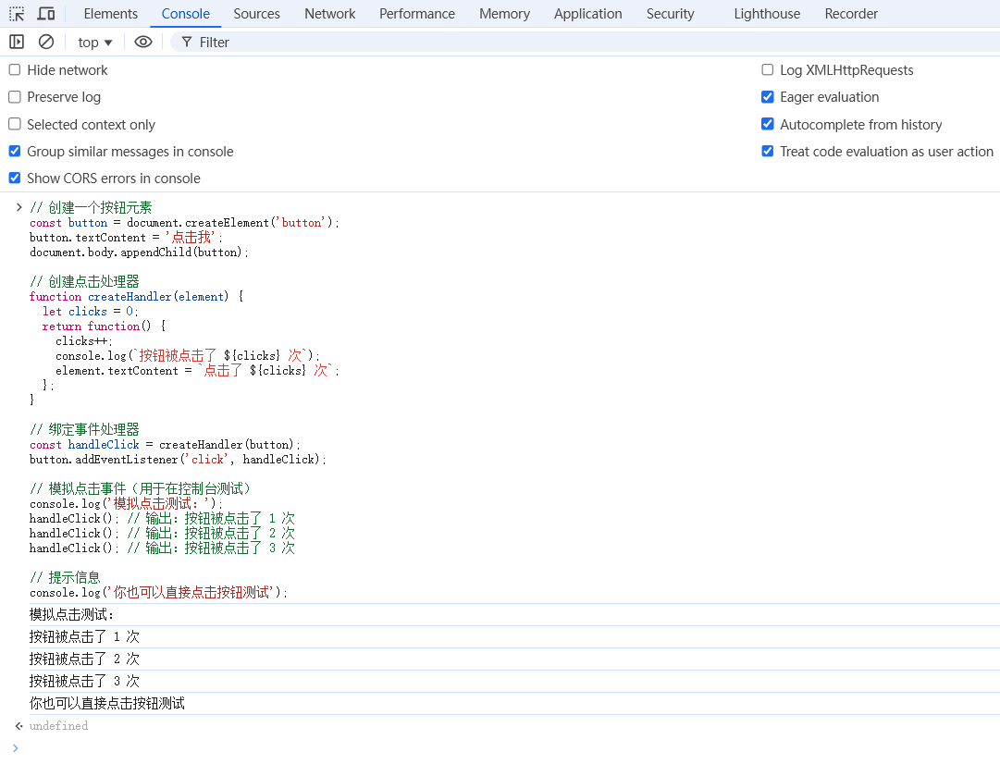 Elements Console Sources Network Performance Memory Application Security Lighthouse Recorder
top ▼ Filter
Hide network Log XMLHttpRequests
Preserve log Eager evaluation
Selected context only Autocomplete from history
Group similar messages in console Treat code evaluation as user action
Show CORS errors in console
// 创建一个按钮元素
const button = document.createElement('button');
button.textContent = '点击我';
document.body.appendChild(button);
// 创建点击处理器
function createHandler(element) {
let clicks = 0;
return function() {
clicks++;
console.log(`按钮被点击了 ${clicks} 次`);
element.textContent = `点击了 ${clicks} 次`;
};
}
// 绑定事件处理器
const handleClick = createHandler(button);
button.addEventListener('click', handleClick);
// 模拟点击事件（用于在控制台测试）
console.log('模拟点击测试：');
handleClick(); // 输出：按钮被点击了 1 次
handleClick(); // 输出：按钮被点击了 2 次
handleClick(); // 输出：按钮被点击了 3 次
// 提示信息
console.log('你也可以直接点击按钮测试');
模拟点击测试：
按钮被点击了 1 次
按钮被点击了 2 次
按钮被点击了 3 次
你也可以直接点击按钮测试
undefined